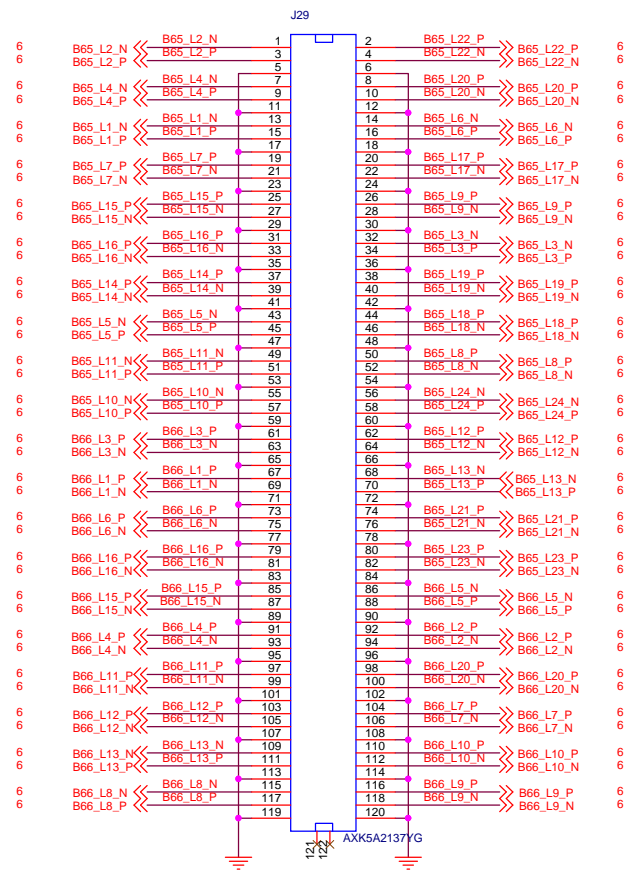 J29
6 B65_L2_N B65_L2_N 1 2 B65_L22_P B65_L22_P 6
6 B65_L2_P B65_L2_P 3 4 B65_L22_N B65_L22_N 6
5 6
6 B65_L4_N B65_L4_N 7 8 B65_L20_P B65_L20_P 6
6 B65_L4_P B65_L4_P 9 10 B65_L20_N B65_L20_N 6
11 12
6 B65_L1_N B65_L1_N 13 14 B65_L6_N B65_L6_N 6
6 B65_L1_P B65_L1_P 15 16 B65_L6_P B65_L6_P 6
17 18
6 B65_L7_P B65_L7_P 19 20 B65_L17_P B65_L17_P 6
6 B65_L7_N B65_L7_N 21 22 B65_L17_N B65_L17_N 6
23 24
6 B65_L15_P B65_L15_P 25 26 B65_L9_P B65_L9_P 6
6 B65_L15_N B65_L15_N 27 28 B65_L9_N B65_L9_N 6
29 30
6 B65_L16_P B65_L16_P 31 32 B65_L3_N B65_L3_N 6
6 B65_L16_N B65_L16_N 33 34 B65_L3_P B65_L3_P 6
35 36
6 B65_L14_P B65_L14_P 37 38 B65_L19_P B65_L19_P 6
6 B65_L14_N B65_L14_N 39 40 B65_L19_N B65_L19_N 6
41 42
6 B65_L5_N B65_L5_N 43 44 B65_L18_P B65_L18_P 6
6 B65_L5_P B65_L5_P 45 46 B65_L18_N B65_L18_N 6
47 48
6 B65_L11_N B65_L11_N 49 50 B65_L8_P B65_L8_P 6
6 B65_L11_P B65_L11_P 51 52 B65_L8_N B65_L8_N 6
53 54
6 B65_L10_N B65_L10_N 55 56 B65_L24_N B65_L24_N 6
6 B65_L10_P B65_L10_P 57 58 B65_L24_P B65_L24_P 6
59 60
6 B66_L3_P B66_L3_P 61 62 B65_L12_P B65_L12_P 6
6 B66_L3_N B66_L3_N 63 64 B65_L12_N B65_L12_N 6
65 66
6 B66_L1_P B66_L1_P 67 68 B65_L13_N B65_L13_N 6
6 B66_L1_N B66_L1_N 69 70 B65_L13_P B65_L13_P 6
71 72
6 B66_L6_P B66_L6_P 73 74 B65_L21_P B65_L21_P 6
6 B66_L6_N B66_L6_N 75 76 B65_L21_N B65_L21_N 6
77 78
6 B66_L16_P B66_L16_P 79 80 B65_L23_P B65_L23_P 6
6 B66_L16_N B66_L16_N 81 82 B65_L23_N B65_L23_N 6
83 84
6 B66_L15_P B66_L15_P 85 86 B66_L5_N B66_L5_N 6
6 B66_L15_N B66_L15_N 87 88 B66_L5_P B66_L5_P 6
89 90
6 B66_L4_P B66_L4_P 91 92 B66_L2_P B66_L2_P 6
6 B66_L4_N B66_L4_N 93 94 B66_L2_N B66_L2_N 6
95 96
6 B66_L11_P B66_L11_P 97 98 B66_L20_P B66_L20_P 6
6 B66_L11_N B66_L11_N 99 100 B66_L20_N B66_L20_N 6
101 102
6 B66_L12_P B66_L12_P 103 104 B66_L7_P B66_L7_P 6
6 B66_L12_N B66_L12_N 105 106 B66_L7_N B66_L7_N 6
107 108
6 B66_L13_N B66_L13_N 109 110 B66_L10_P B66_L10_P 6
6 B66_L13_P B66_L13_P 111 112 B66_L10_N B66_L10_N 6
113 114
6 B66_L8_N B66_L8_N 115 116 B66_L9_P B66_L9_P 6
6 B66_L8_P B66_L8_P 117 118 B66_L9_N B66_L9_N 6
119 120
AXK5A2137YG
121 122